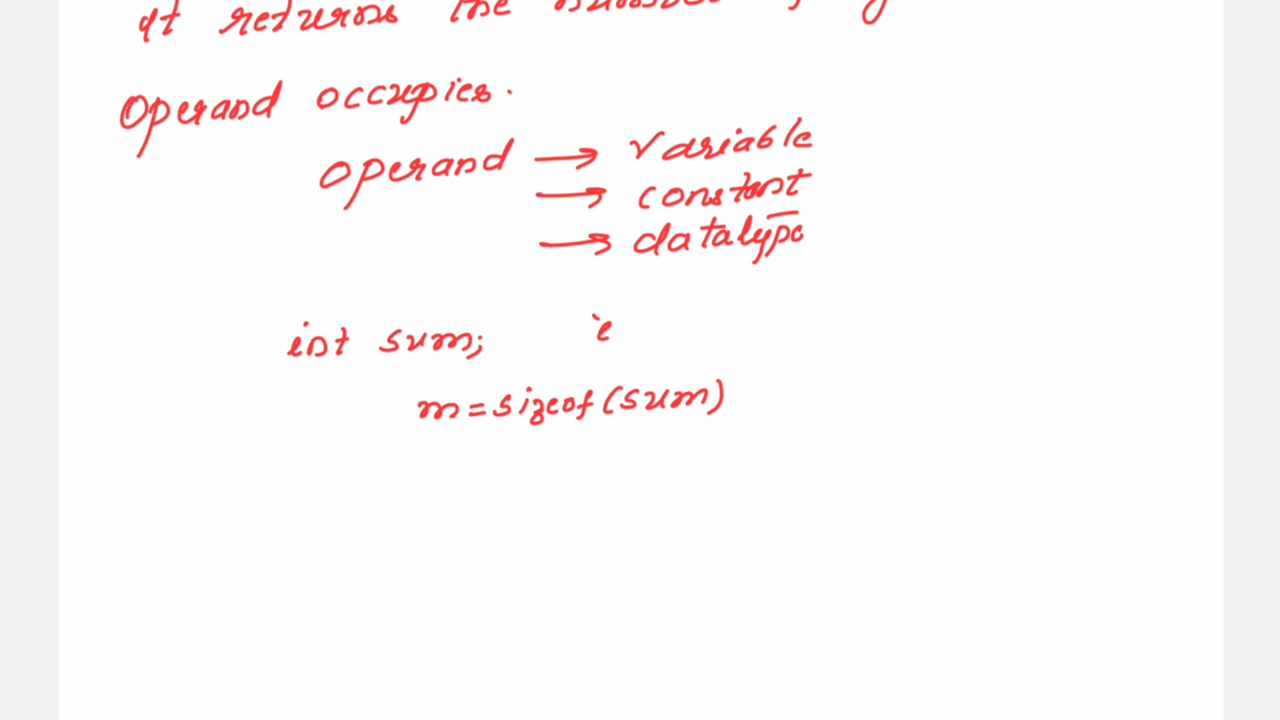 It returns the
Operand occupies.
operand → variable
→ constant
→ datatype
int sum;
m=sizeof(sum)